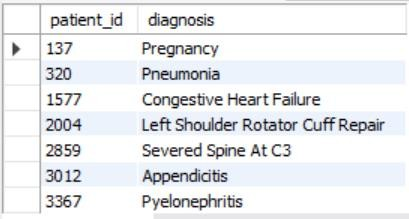 patient_id diagnosis
137 Pregnancy
320 Pneumonia
1577 Congestive Heart Failure
2004 Left Shoulder Rotator Cuff Repair
2859 Severed Spine At C3
3012 Appendicitis
3367 Pyelonephritis